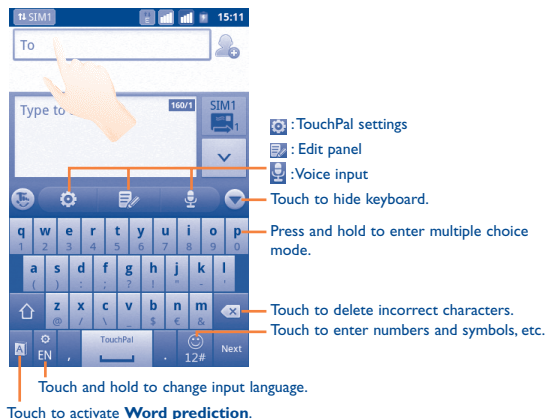 SIM1 E 15:11
To
Type to 160/1 SIM1
1
: TouchPal settings
: Edit panel
: Voice input
Touch to hide keyboard.
q w e r t y u i o p
1 2 3 4 5 6 7 8 9 0
Press and hold to enter multiple choice
mode.
a s d f g h j k l
( ) : ; ? ! " - '
z x c v b n m
@ / \ _ $ € &
Touch to delete incorrect characters.
Touch to enter numbers and symbols, etc.
A EN , TouchPal . 12# Next
Touch and hold to change input language.
Touch to activate Word prediction.